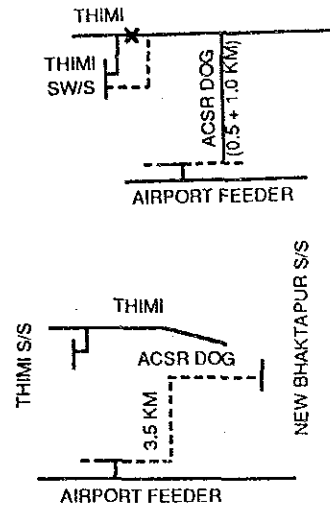 THIMI
THIMI
SW/S
ACSR DOG
(0.5 + 1.0 KM)
AIRPORT FEEDER
THIMI
THIMI S/S
ACSR DOG
3.5 KM
NEW BHAKTAPUR S/S
AIRPORT FEEDER